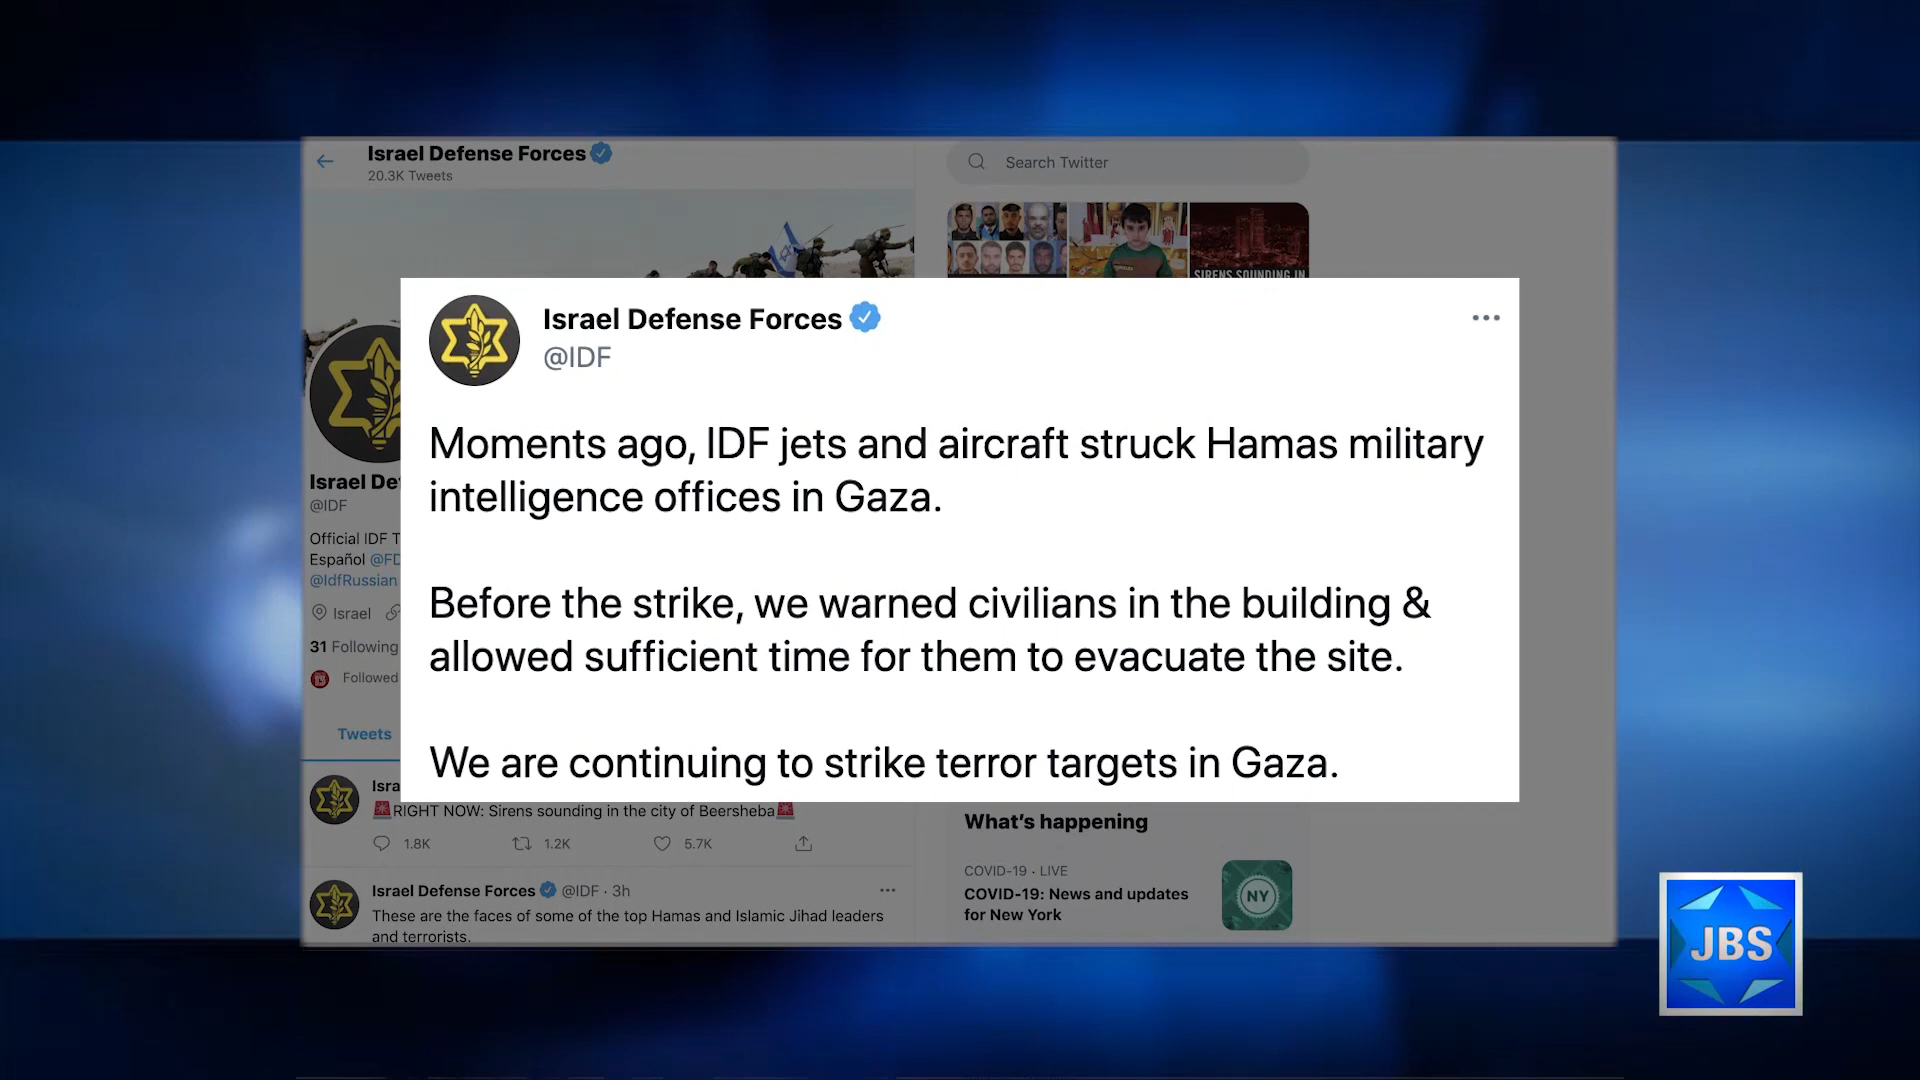 Israel Defense Forces
20.3K Tweets
Search Twitter
SIRENS SOUNDING IN
Israel Defense Forces
@IDF
Moments ago, IDF jets and aircraft struck Hamas military
intelligence offices in Gaza.
Before the strike, we warned civilians in the building &
allowed sufficient time for them to evacuate the site.
We are continuing to strike terror targets in Gaza.
Israel De
@IDF
Official IDF T
Español @FD
@IdfRussian
Israel
31 Following
Followed
Tweets
Isra
RIGHT NOW: Sirens sounding in the city of Beersheba
1.8K 1.2K 5.7K
Israel Defense Forces @IDF · 3h
These are the faces of some of the top Hamas and Islamic Jihad leaders
and terrorists.
What's happening
COVID-19 · LIVE
COVID-19: News and updates
for New York
NY
JBS